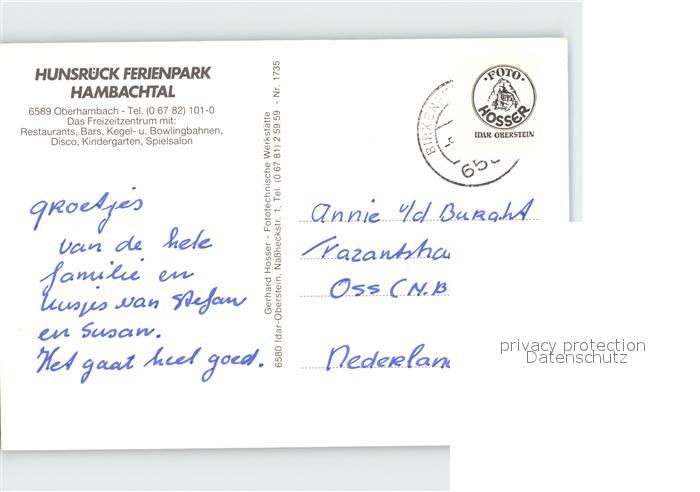 HUNSRÜCK FERIENPARK
HAMBACHTAL
6589 Oberhambach - Tel. (0 67 82) 101-0
Das Freizeitzentrum mit:
Restaurants, Bars, Kegel- u. Bowlingbahnen,
Disco, Kindergarten, Spielsalon
groetjes
van de hele
familie en
kusjes van Stefan
en Susan.
Het gaat heel goed.
Gerhard Hosser - Fototechnische Werkstätte
6580 Idar-Oberstein, Naßheckstr. 1, Tel. (0 67 81) 2 59 59 - Nr. 1735
BIRKEN
65
·FOTO·
HOSSER
IDAR OBERSTEIN
Annie v/d Burght
Oss (N.B
Nederlan
privacy protection
Datenschutz